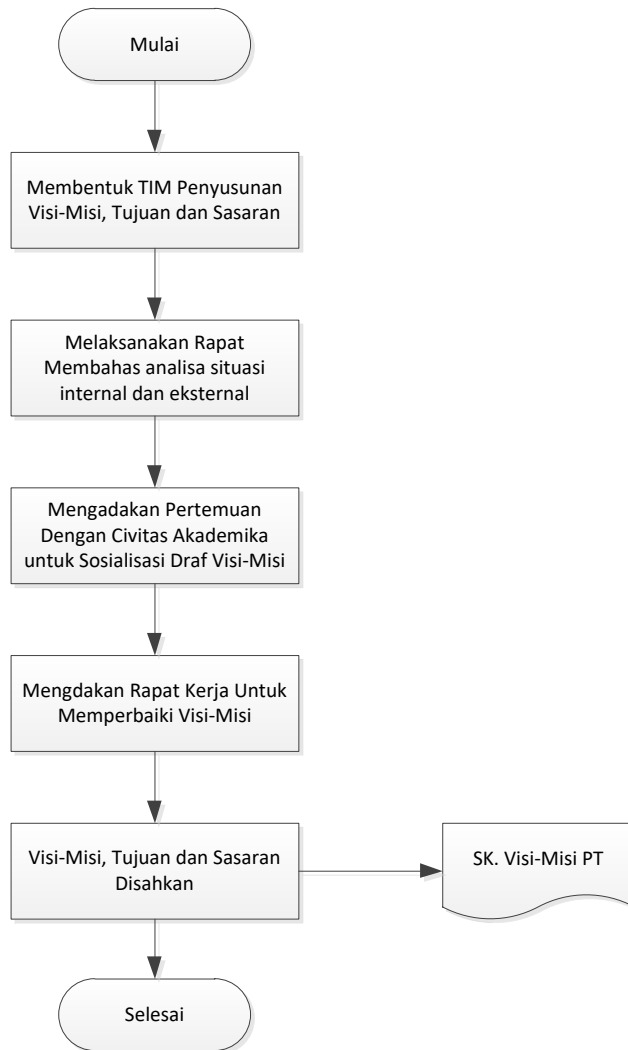 Mulai
Membentuk TIM Penyusunan
Visi-Misi, Tujuan dan Sasaran
Melaksanakan Rapat
Membahas analisa situasi
internal dan eksternal
Mengadakan Pertemuan
Dengan Civitas Akademika
untuk Sosialisasi Draf Visi-Misi
Mengdakan Rapat Kerja Untuk
Memperbaiki Visi-Misi
Visi-Misi, Tujuan dan Sasaran
Disahkan
SK. Visi-Misi PT
Selesai